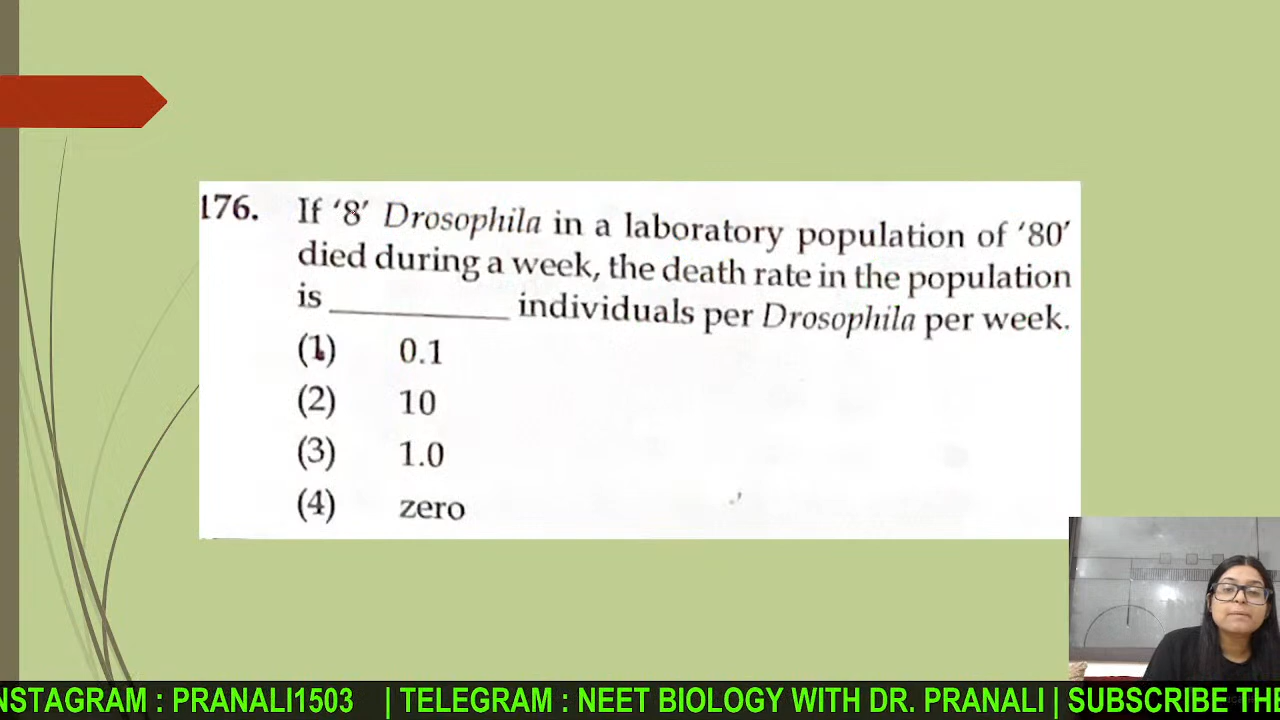 176. If ‘8’ Drosophila in a laboratory population of ‘80’
died during a week, the death rate in the population
is __________ individuals per Drosophila per week.
(1) 0.1
(2) 10
(3) 1.0
(4) zero
NSTAGRAM : PRANALI1503 | TELEGRAM : NEET BIOLOGY WITH DR. PRANALI | SUBSCRIBE THE